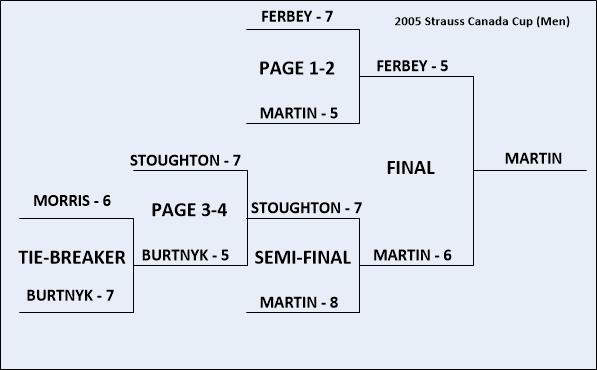 FERBEY - 7
2005 Strauss Canada Cup (Men)
PAGE 1-2
FERBEY - 5
MARTIN - 5
STOUGHTON - 7
FINAL
MARTIN
MORRIS - 6
PAGE 3-4
STOUGHTON - 7
TIE-BREAKER
BURTNYK - 5
SEMI-FINAL
MARTIN - 6
BURTNYK - 7
MARTIN - 8